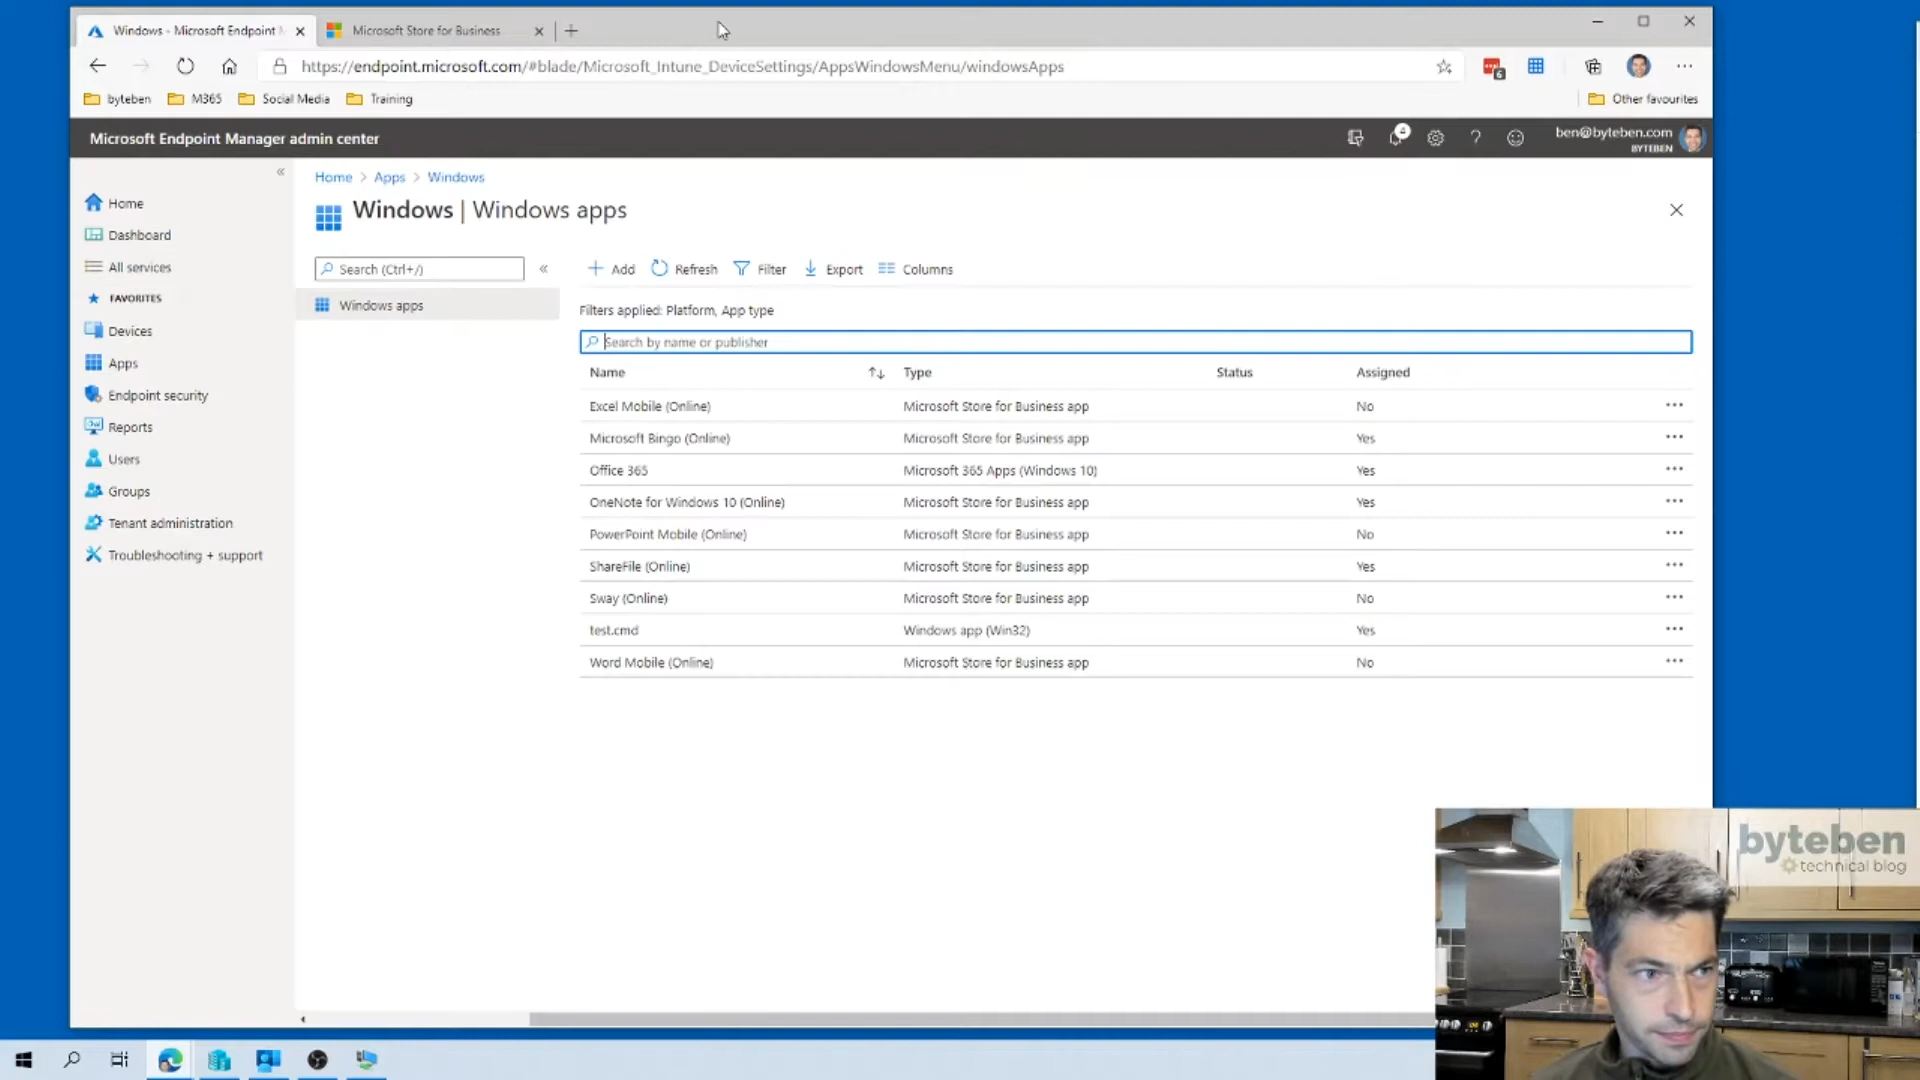 Windows - Microsoft Endpoint M
Microsoft Store for Business
https://endpoint.microsoft.com/#blade/Microsoft_Intune_DeviceSettings/AppsWindowsMenu/windowsApps
6
byteben
M365
Social Media
Training
Other favourites
Microsoft Endpoint Manager admin center
4
ben@byteben.com
BYTEBEN
Home > Apps > Windows
Windows | Windows apps
Home
Dashboard
All services
FAVORITES
Devices
Apps
Endpoint security
Reports
Users
Groups
Tenant administration
Troubleshooting + support
Search (Ctrl+/)
Windows apps
Add
Refresh
Filter
Export
Columns
Filters applied: Platform, App type
Search by name or publisher
Name Type Status Assigned
Excel Mobile (Online) Microsoft Store for Business app No
Microsoft Bingo (Online) Microsoft Store for Business app Yes
Office 365 Microsoft 365 Apps (Windows 10) Yes
OneNote for Windows 10 (Online) Microsoft Store for Business app Yes
PowerPoint Mobile (Online) Microsoft Store for Business app No
ShareFile (Online) Microsoft Store for Business app Yes
Sway (Online) Microsoft Store for Business app No
test.cmd Windows app (Win32) Yes
Word Mobile (Online) Microsoft Store for Business app No
byteben
technical blog